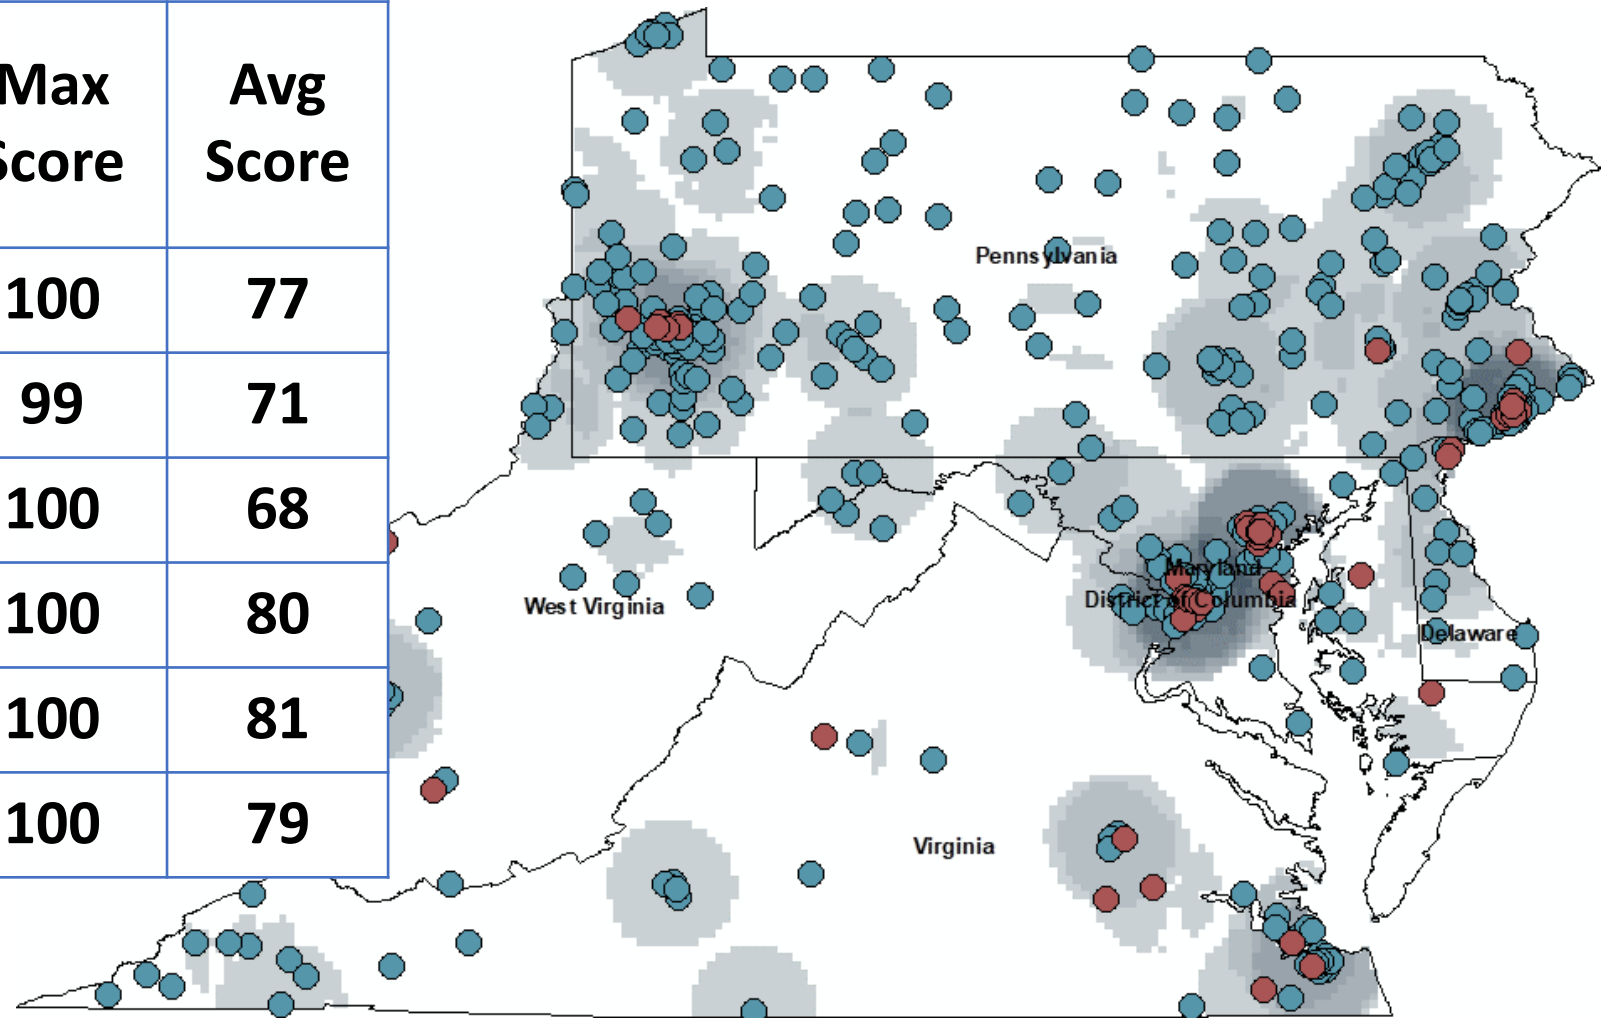 Max Avg
Score Score
100 77
99 71
100 68
100 80
100 81
100 79
Pennsylvania
Maryland
District of Columbia
West Virginia
Delaware
Virginia